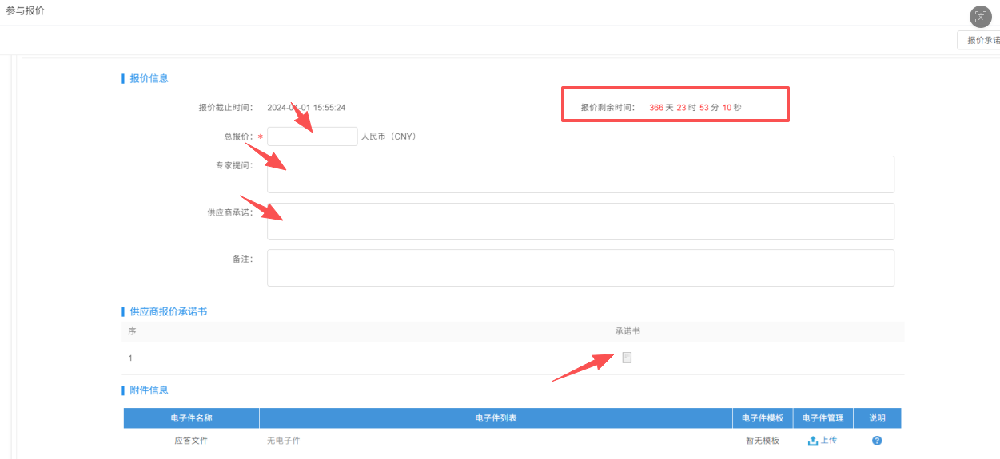 参与报价
报价承诺
报价信息
报价截止时间： 2024-04-01 15:55:24 报价剩余时间： 366 天 23 时 53 分 10 秒
总报价：* 人民币（CNY）
专家提问：
供应商承诺：
备注：
供应商报价承诺书
序 承诺书
1
附件信息
电子件名称 电子件列表 电子件模板 电子件管理 说明
应答文件 无电子件 暂无模板 上传 ?